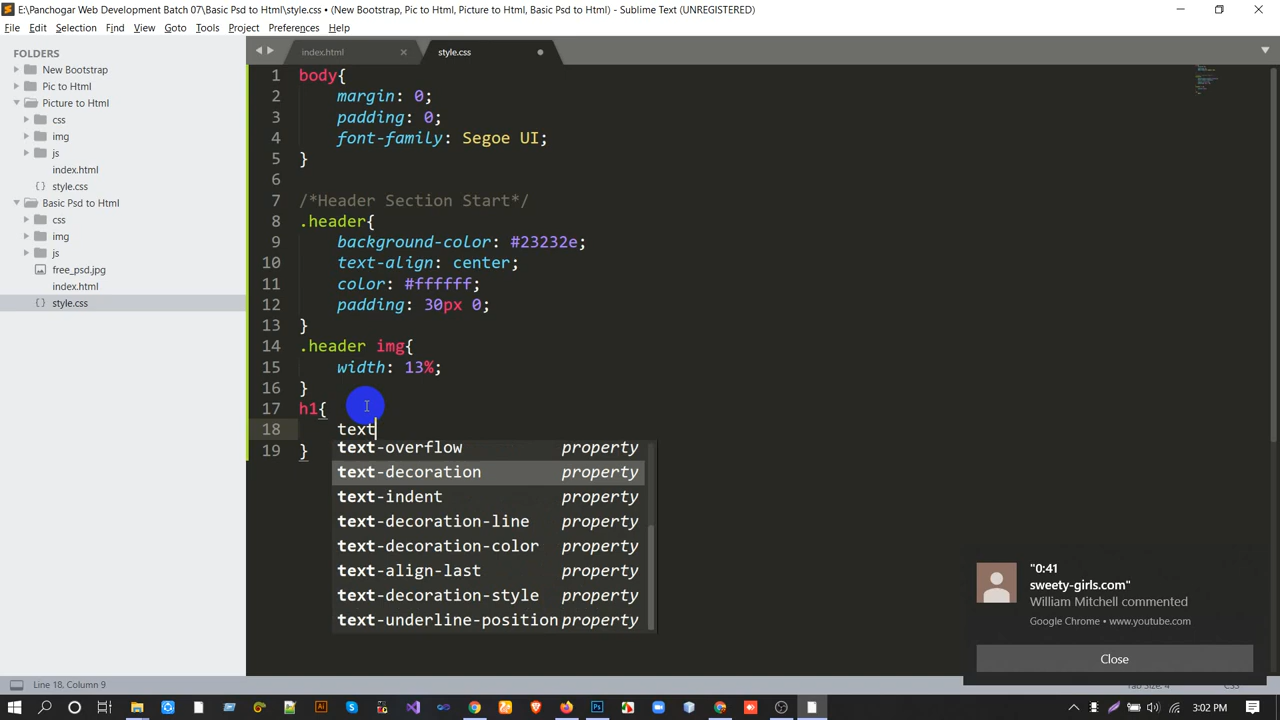 E:\Panchogar Web Development Batch 07\Basic Psd to Html\style.css • (New Bootstrap, Pic to Html, Picture to Html, Basic Psd to Html) - Sublime Text (UNREGISTERED)
File Edit Selection Find View Goto Tools Project Preferences Help
FOLDERS
New Bootstrap
Pic to Html
Picture to Html
css
img
js
index.html
style.css
Basic Psd to Html
css
img
js
free_psd.jpg
index.html
style.css
index.html
style.css
1 body{
2 margin: 0;
3 padding: 0;
4 font-family: Segoe UI;
5 }
6
7 /*Header Section Start*/
8 .header{
9 background-color: #23232e;
10 text-align: center;
11 color: #ffffff;
12 padding: 30px 0;
13 }
14 .header img{
15 width: 13%;
16 }
17 h1{
18 text
19 }
text-overflow property
text-decoration property
text-indent property
text-decoration-line property
text-decoration-color property
text-align-last property
text-decoration-style property
text-underline-position property
"0:41
sweety-girls.com"
William Mitchell commented
Google Chrome • www.youtube.com
Close
Line 18, Column 9
Tab Size: 4
CSS
3:02 PM